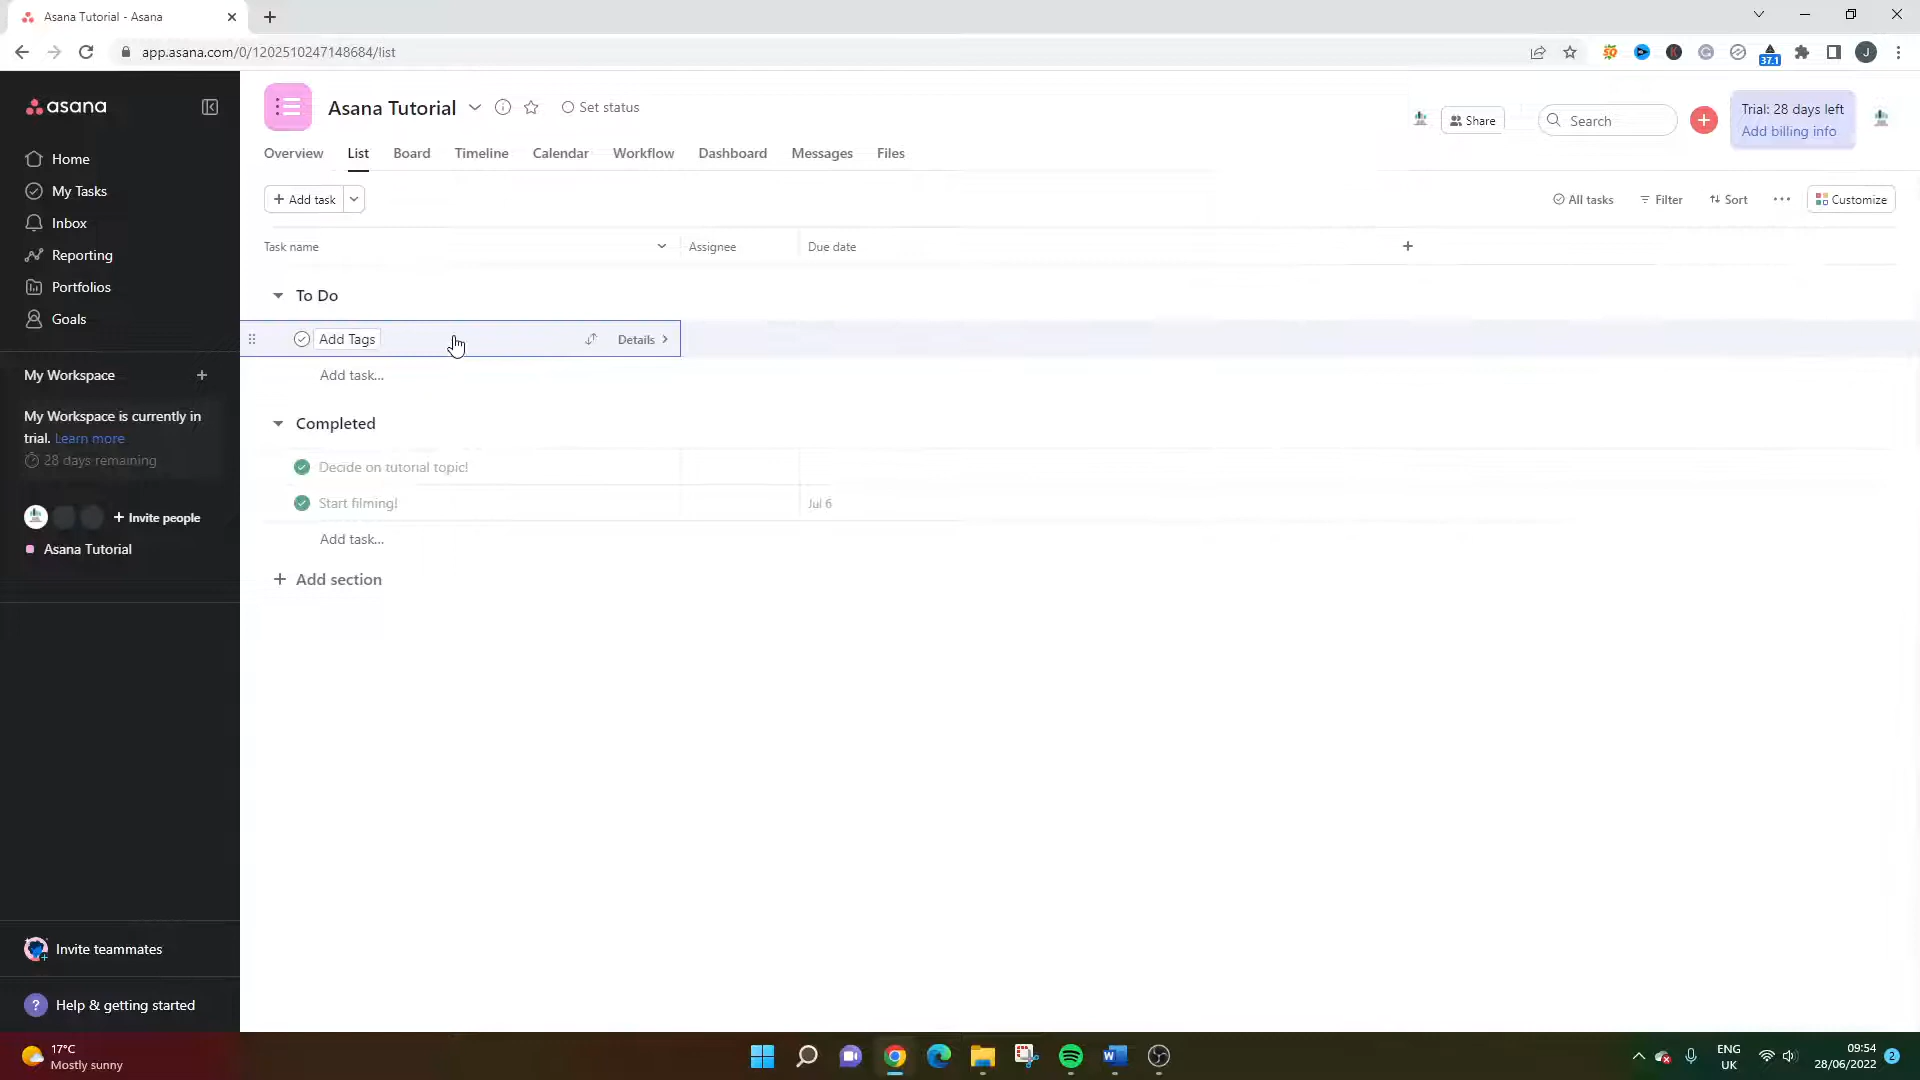 Asana Tutorial - Asana
app.asana.com/0/1202510247148684/list
37.1
J
asana
Home
My Tasks
Inbox
Reporting
Portfolios
Goals
My Workspace
My Workspace is currently in
trial. Learn more
28 days remaining
Invite people
Asana Tutorial
Invite teammates
? Help & getting started
Asana Tutorial
Set status
Share
Search
Trial: 28 days left
Add billing info
Overview
List
Board
Timeline
Calendar
Workflow
Dashboard
Messages
Files
+ Add task
All tasks
Filter
Sort
Customize
Task name
Assignee
Due date
To Do
Add Tags
Details
Add task...
Completed
Decide on tutorial topic!
Start filming!
Jul 6
Add task...
+ Add section
17°C
Mostly sunny
ENG
UK
09:54
28/06/2022
2